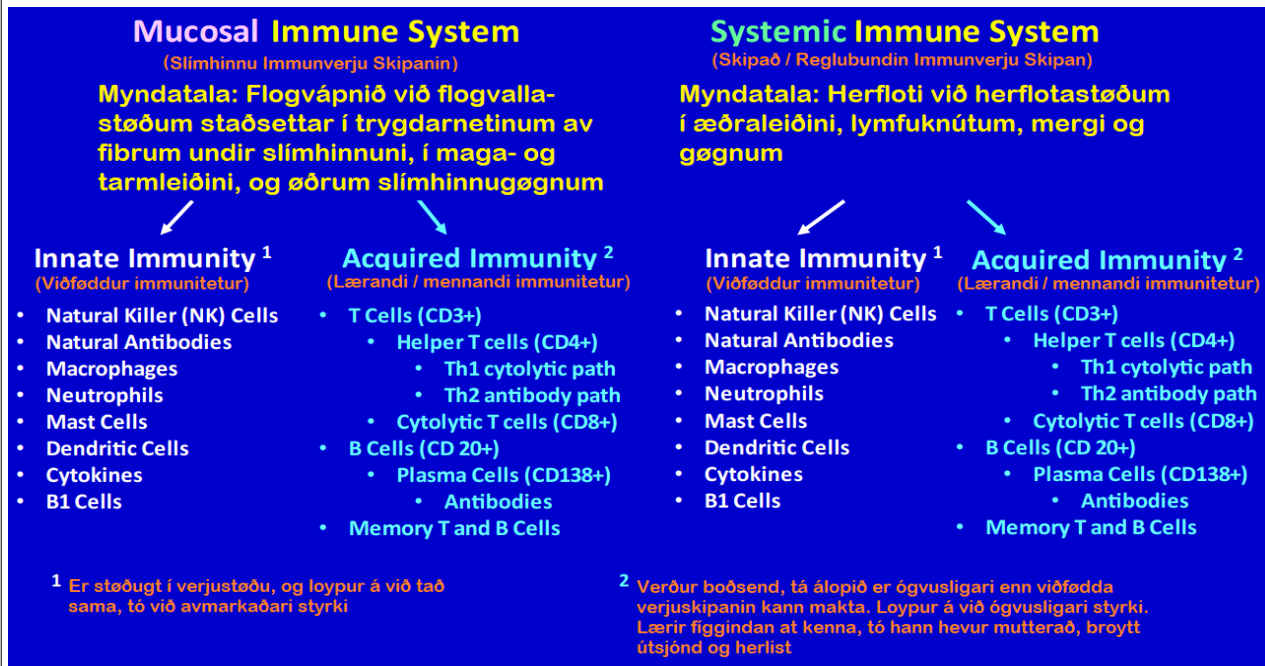 Mucosal Immune System
(Slímhinnu Immunverju Skipanin)
Myndatala: Flogvápnið við flogvalla-
støðum staðsettar í trygdarnetinum av
fibrum undir slímhinnuni, í maga- og
tarmleiðini, og øðrum slímhinnugøgnum
Innate Immunity 1
(Viðføddur immunitetur)
• Natural Killer (NK) Cells
• Natural Antibodies
• Macrophages
• Neutrophils
• Mast Cells
• Dendritic Cells
• Cytokines
• B1 Cells
Acquired Immunity 2
(Lærandi / mennandi immunitetur)
• T Cells (CD3+)
• Helper T cells (CD4+)
• Th1 cytolytic path
• Th2 antibody path
• Cytolytic T cells (CD8+)
• B Cells (CD 20+)
• Plasma Cells (CD138+)
• Antibodies
• Memory T and B Cells
Systemic Immune System
(Skipað / Reglubundin Immunverju Skipan)
Myndatala: Herfloti við herflotastøðum
í æðraleiðini, lymfuknútum, mergi og
gøgnum
Innate Immunity 1
(Viðføddur immunitetur)
• Natural Killer (NK) Cells
• Natural Antibodies
• Macrophages
• Neutrophils
• Mast Cells
• Dendritic Cells
• Cytokines
• B1 Cells
Acquired Immunity 2
(Lærandi / mennandi immunitetur)
• T Cells (CD3+)
• Helper T cells (CD4+)
• Th1 cytolytic path
• Th2 antibody path
• Cytolytic T cells (CD8+)
• B Cells (CD 20+)
• Plasma Cells (CD138+)
• Antibodies
• Memory T and B Cells
1 Er støðugt í verjustøðu, og loypur á við tað
sama, tó við avmarkaðari styrki
2 Verður boðsend, tá álopið er ógvusligari enn viðfødda
verjuskipanin kann makta. Loypur á við ógvusligari styrki.
Lærir fíggindan at kenna, tó hann hevur mutterað, broytt
útsjónd og herlist